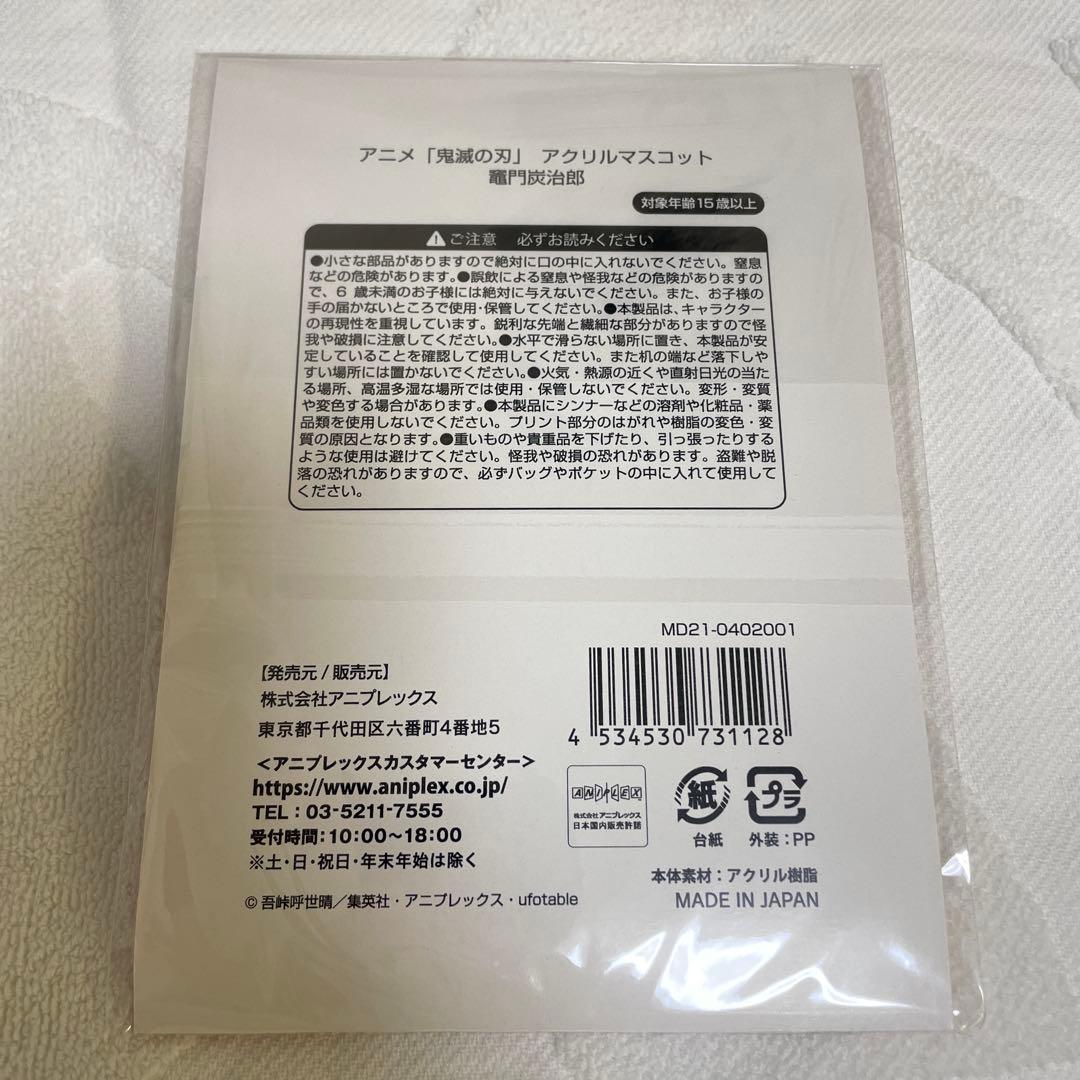 アニメ「鬼滅の刃」 アクリルマスコット
竈門炭治郎
対象年齢15歳以上
ご注意 必ずお読みください
●小さな部品がありますので絶対に口の中に入れないでください。窒息
などの危険があります。●誤飲による窒息や怪我などの危険がありますの
で、6 歳未満のお子様には絶対に与えないでください。また、お子様の
手の届かないところで使用・保管してください。●本製品は、キャラクター
の再現性を重視しています。鋭利な先端と繊細な部分がありますので怪
我や破損に注意してください。●水平で滑らない場所に置き、本製品が安
定していることを確認して使用してください。また机の端など落下しや
すい場所には置かないでください。●火気・熱源の近くや直射日光の当た
る場所、高温多湿な場所では使用・保管しないでください。変形・変質
や変色する場合があります。●本製品にシンナーなどの溶剤や化粧品・薬
品類を使用しないでください。プリント部分のはがれや樹脂の変色・変
質の原因となります。●重いものや貴重品を下げたり、引っ張ったりする
ような使用は避けてください。怪我や破損の恐れがあります。盗難や脱
落の恐れがありますので、必ずバッグやポケットの中に入れて使用して
ください。
MD21-0402001
4 534530 731128
【発売元/販売元】
株式会社アニプレックス
東京都千代田区六番町4番地5
<アニプレックスカスタマーセンター>
https://www.aniplex.co.jp/
TEL:03-5211-7555
受付時間:10:00〜18:00
※土・日・祝日・年末年始は除く
©吾峠呼世晴/集英社・アニプレックス・ufotable
ANIPLEX
株式会社アニプレックス
日本国内販売許諾
紙
台紙
プラ
外装:PP
本体素材:アクリル樹脂
MADE IN JAPAN